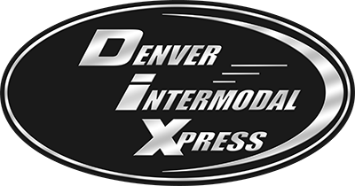 DENVER
INTERMODAL
XPRESS